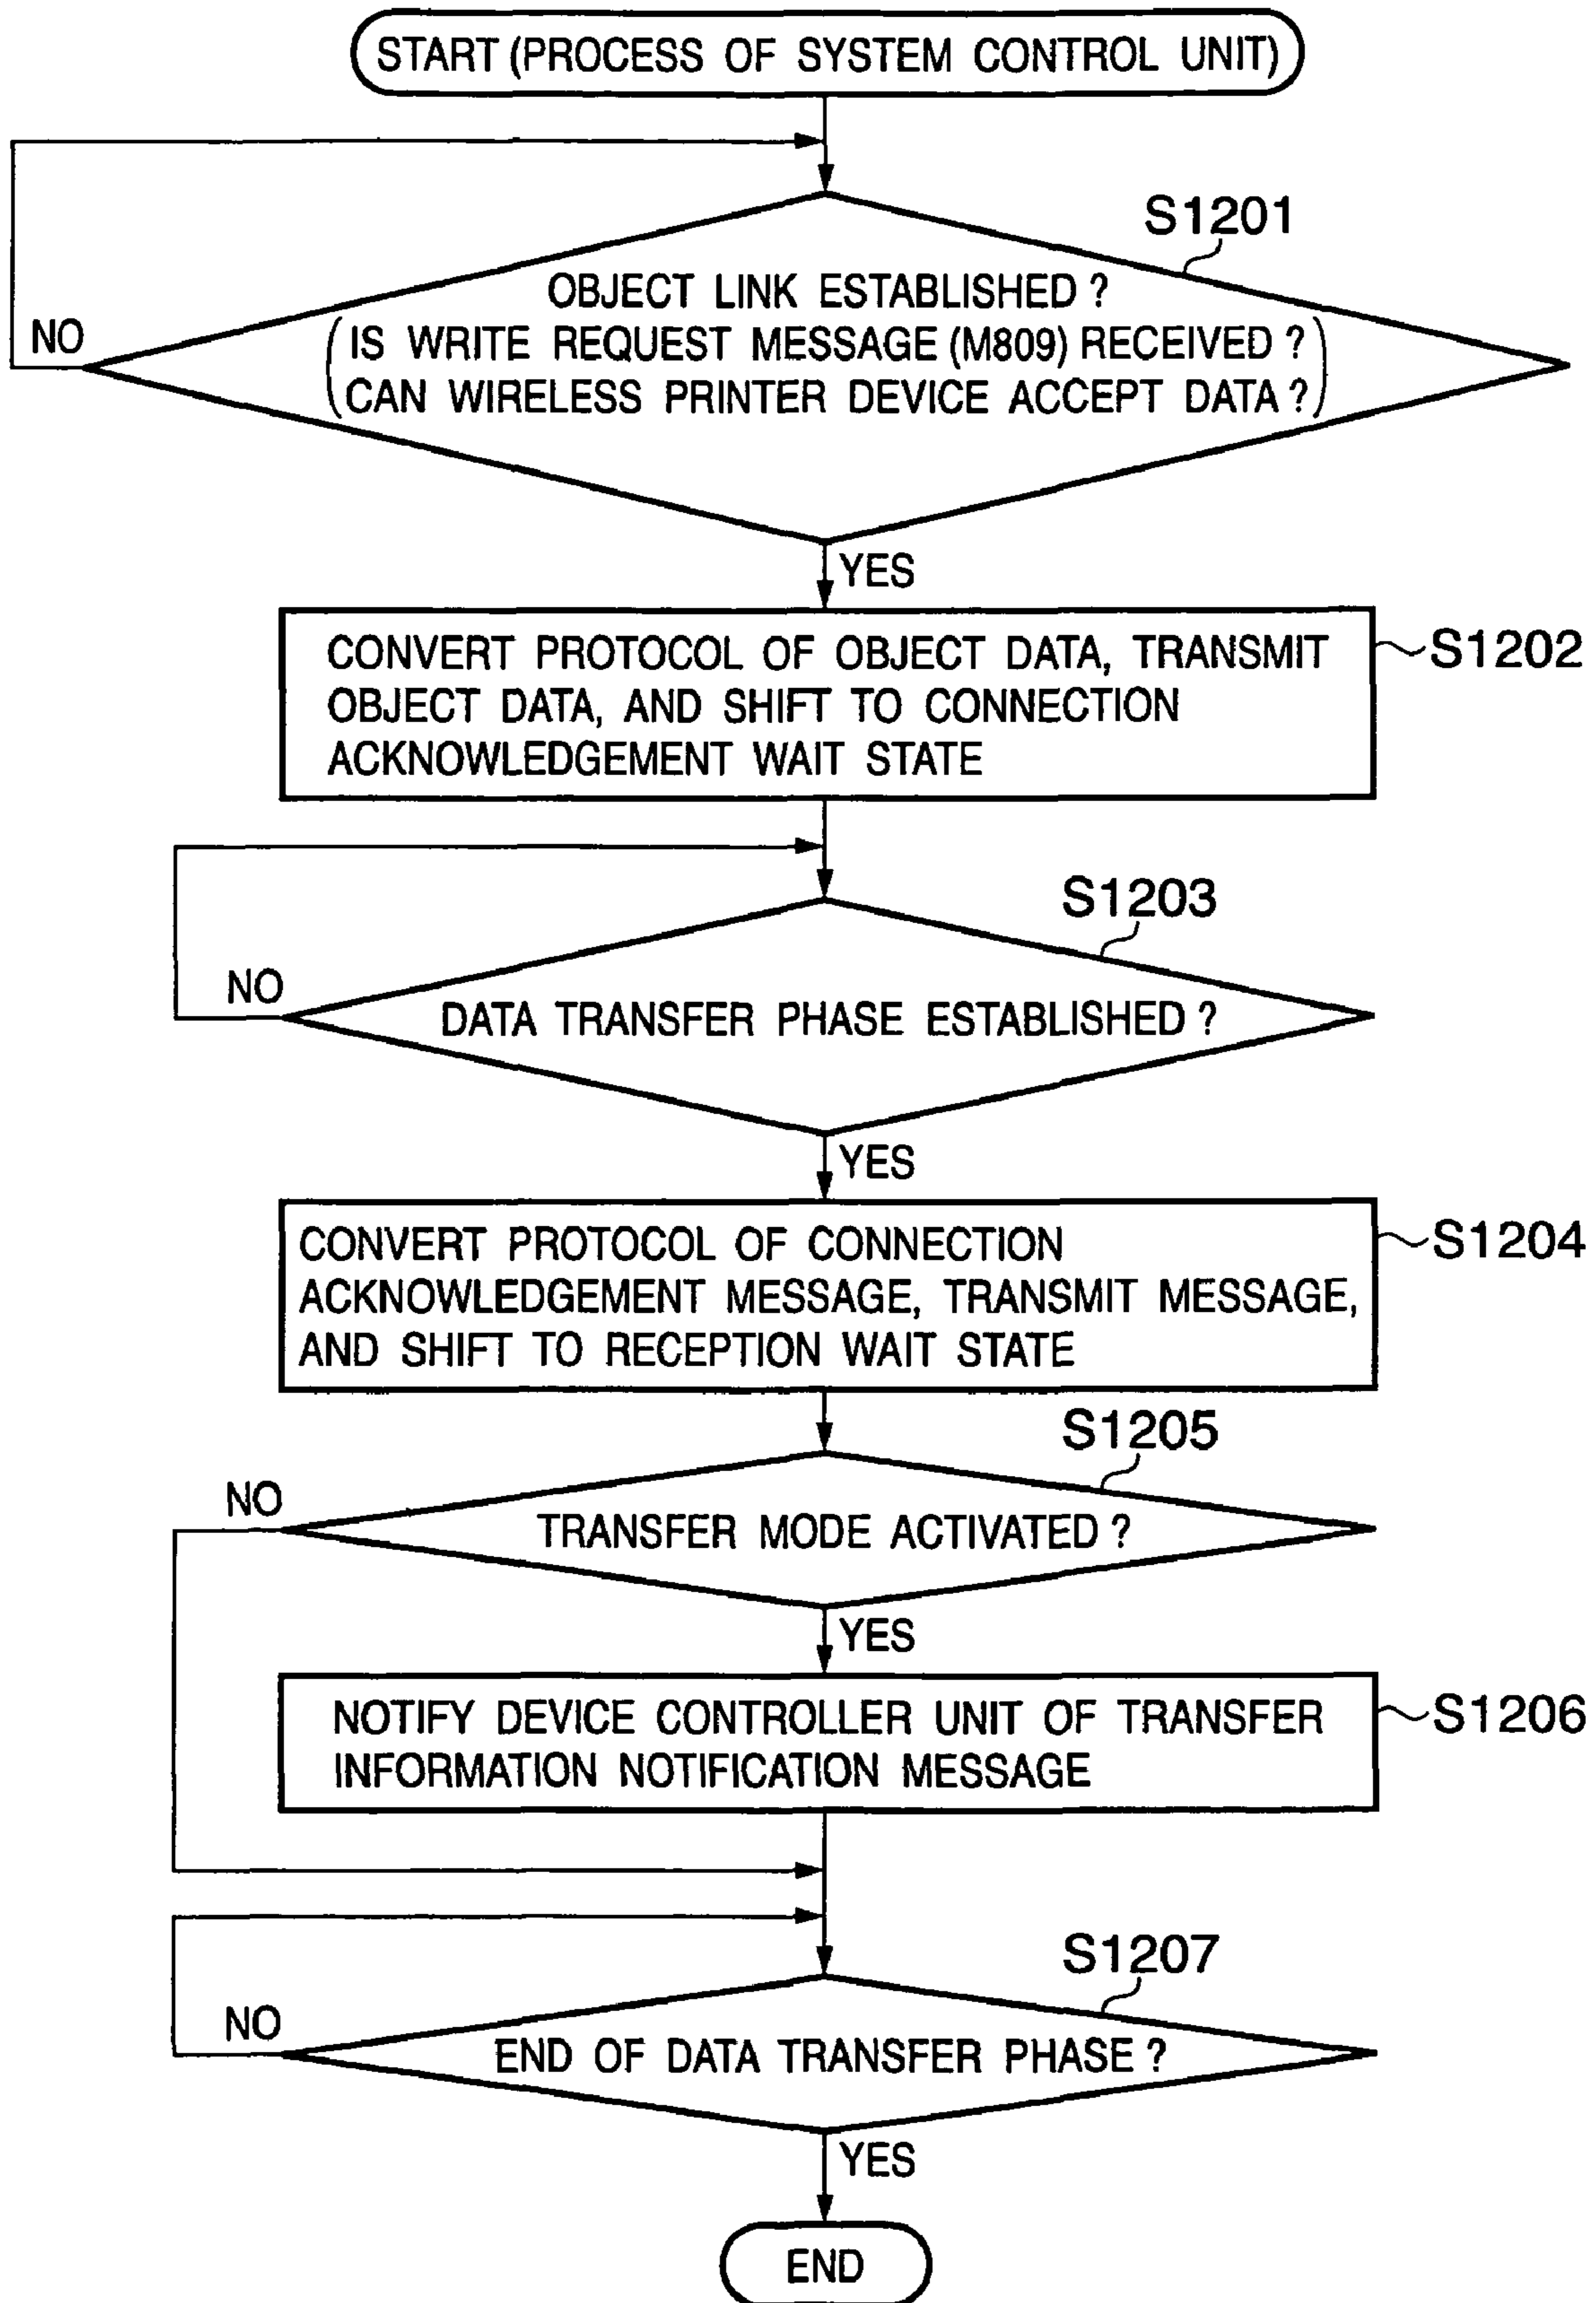 START (PROCESS OF SYSTEM CONTROL UNIT)
S1201
OBJECT LINK ESTABLISHED ?
NO
(IS WRITE REQUEST MESSAGE (M809) RECEIVED ?
CAN WIRELESS PRINTER DEVICE ACCEPT DATA ?)
YES
CONVERT PROTOCOL OF OBJECT DATA, TRANSMIT
OBJECT DATA, AND SHIFT TO CONNECTION
ACKNOWLEDGEMENT WAIT STATE
S1202
S1203
NO
DATA TRANSFER PHASE ESTABLISHED ?
YES
CONVERT PROTOCOL OF CONNECTION
ACKNOWLEDGEMENT MESSAGE, TRANSMIT MESSAGE,
AND SHIFT TO RECEPTION WAIT STATE
S1204
S1205
NO
TRANSFER MODE ACTIVATED ?
YES
NOTIFY DEVICE CONTROLLER UNIT OF TRANSFER
INFORMATION NOTIFICATION MESSAGE
S1206
S1207
NO
END OF DATA TRANSFER PHASE ?
YES
END